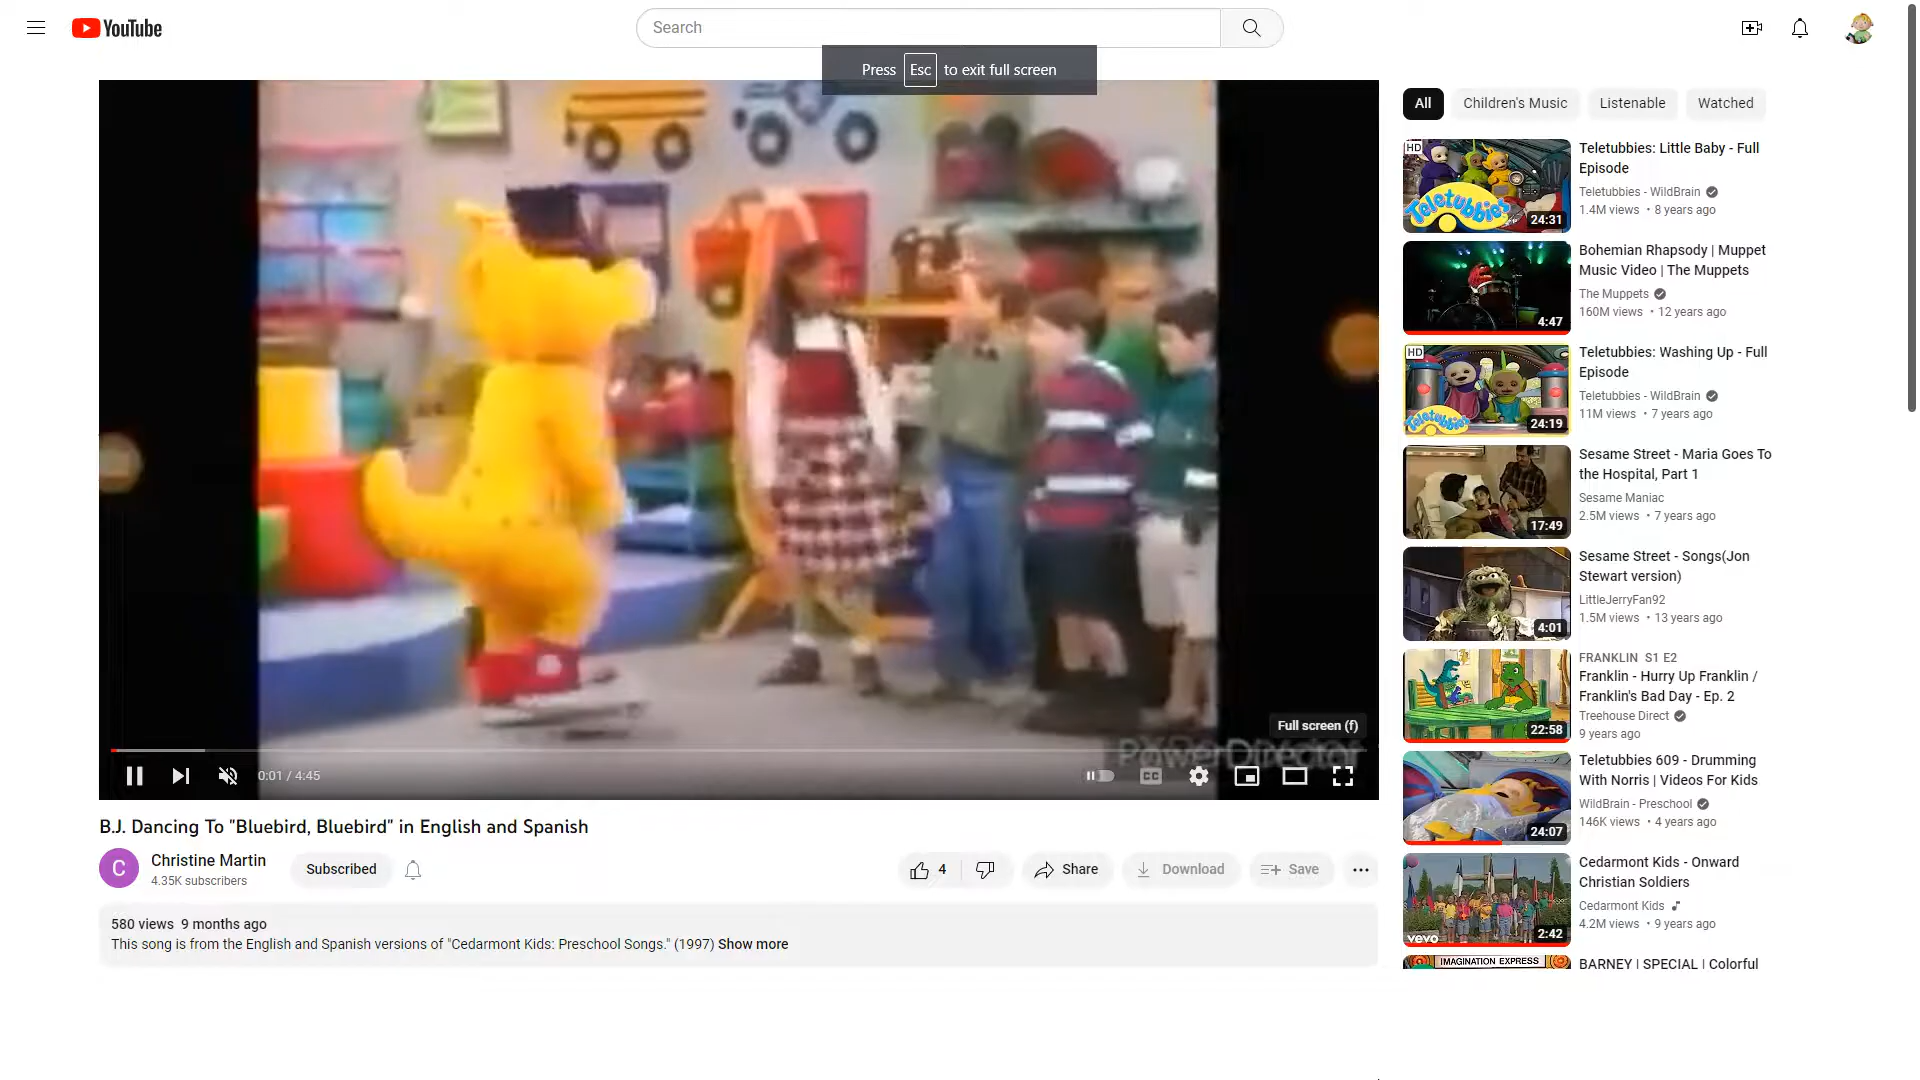 YouTube
Search
Press Esc to exit full screen
Full screen (f)
PowerDirector
0:01 / 4:45
CC
B.J. Dancing To "Bluebird, Bluebird" in English and Spanish
C
Christine Martin
4.35K subscribers
Subscribed
4
Share
Download
Save
580 views 9 months ago
This song is from the English and Spanish versions of "Cedarmont Kids: Preschool Songs." (1997) Show more
All
Children's Music
Listenable
Watched
HD
Teletubbies
24:31
Teletubbies: Little Baby - Full
Episode
Teletubbies - WildBrain
1.4M views • 8 years ago
4:47
Bohemian Rhapsody | Muppet
Music Video | The Muppets
The Muppets
160M views • 12 years ago
HD
Teletubbies
24:19
Teletubbies: Washing Up - Full
Episode
Teletubbies - WildBrain
11M views • 7 years ago
17:49
Sesame Street - Maria Goes To
the Hospital, Part 1
Sesame Maniac
2.5M views • 7 years ago
4:01
Sesame Street - Songs(Jon
Stewart version)
LittleJerryFan92
1.5M views • 13 years ago
22:58
FRANKLIN S1 E2
Franklin - Hurry Up Franklin /
Franklin's Bad Day - Ep. 2
Treehouse Direct
9 years ago
24:07
Teletubbies 609 - Drumming
With Norris | Videos For Kids
WildBrain - Preschool
146K views • 4 years ago
vevo
2:42
Cedarmont Kids - Onward
Christian Soldiers
Cedarmont Kids
4.2M views • 9 years ago
IMAGINATION EXPRESS
BARNEY | SPECIAL | Colorful